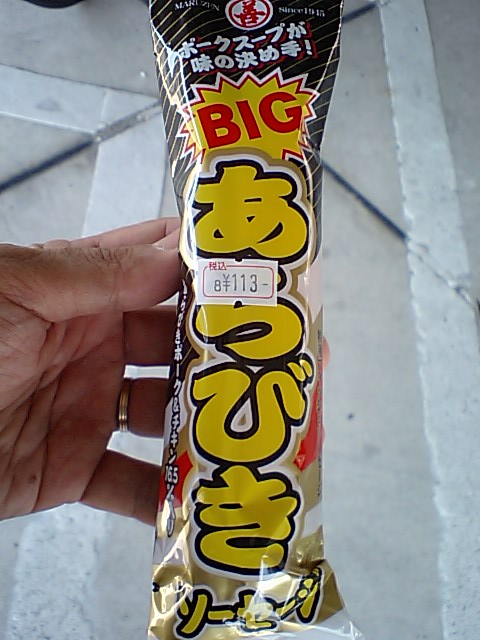 MARUZEN
善
since1945
ポークスープが
味の決め手!
BIG
あらびき
税込
8¥113-
ソーセージ